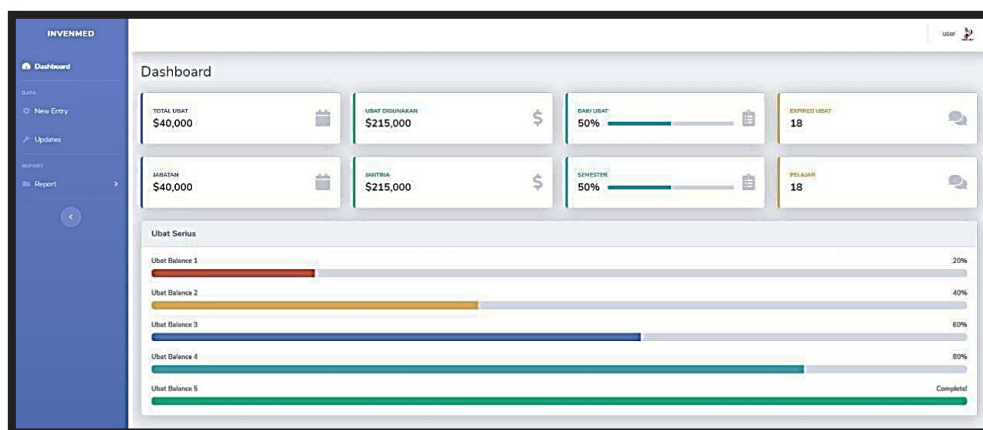 INVENMED
user
Dashboard
DATA
New Entry
Updates
REPORT
Report
Dashboard
TOTAL UBAT
$40,000
UBAT DIGUNAKAN
$215,000
BAKI UBAT
50%
EXPIRED UBAT
18
JABATAN
$40,000
JANTINA
$215,000
SEMESTER
50%
PELAJAR
18
Ubat Serius
Ubat Balance 1 20%
Ubat Balance 2 40%
Ubat Balance 3 60%
Ubat Balance 4 80%
Ubat Balance 5 Complete!